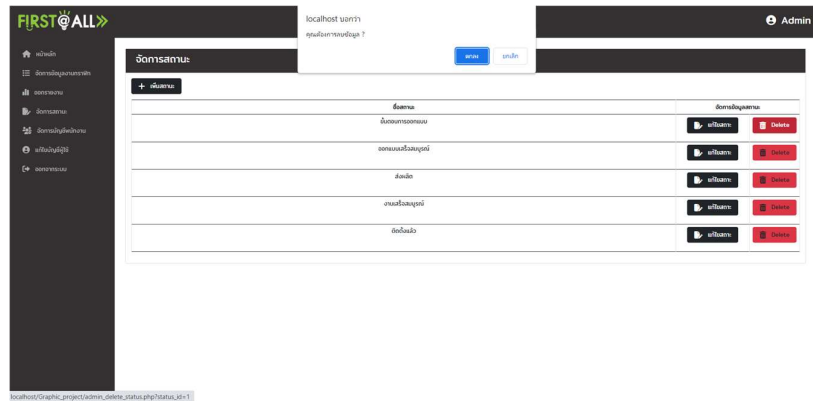 FIRST@ALL»
localhost บอกว่า
คุณต้องการลบข้อมูล ?
ตกลง
ยกเลิก
Admin
หน้าหลัก
จัดการข้อมูลงานกราฟิก
ออกรายงาน
จัดการสถานะ
จัดการบัญชีพนักงาน
แก้ไขบัญชีผู้ใช้
ออกจากระบบ
จัดการสถานะ
+ เพิ่มสถานะ
ชื่อสถานะ
จัดการข้อมูลสถานะ
ขั้นตอนการออกแบบ
แก้ไขสถานะ
Delete
ออกแบบเสร็จสมบูรณ์
แก้ไขสถานะ
Delete
ส่งผลิต
แก้ไขสถานะ
Delete
งานเสร็จสมบูรณ์
แก้ไขสถานะ
Delete
ติดตั้งแล้ว
แก้ไขสถานะ
Delete
localhost/Graphic_project/admin_delete_status.php?status_id=1